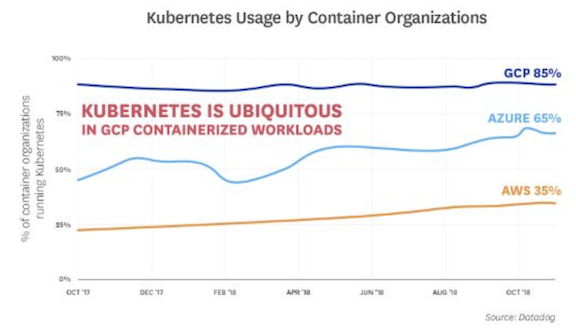 Kubernetes Usage by Container Organizations
100%
GCP 85%
75%
KUBERNETES IS UBIQUITOUS
IN GCP CONTAINERIZED WORKLOADS
AZURE 65%
% of container organizations
running Kubernetes
50%
AWS 35%
25%
0%
OCT '17 DEC '17 FEB '18 APR '18 JUN '18 AUG '18 OCT '18
Source: Datadog